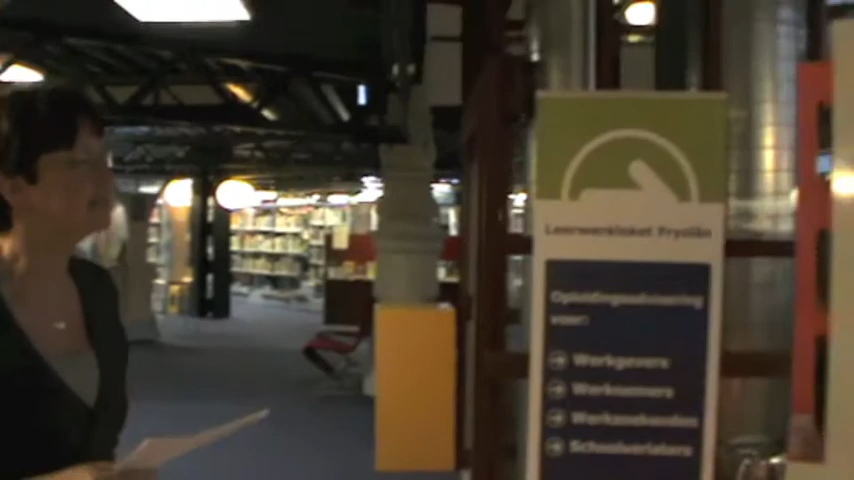 Leerwerkloket Fryslân
Opleidingsadvisering
voor:
Werkgevers
Werknemers
Werkzoekenden
Schoolverlaters